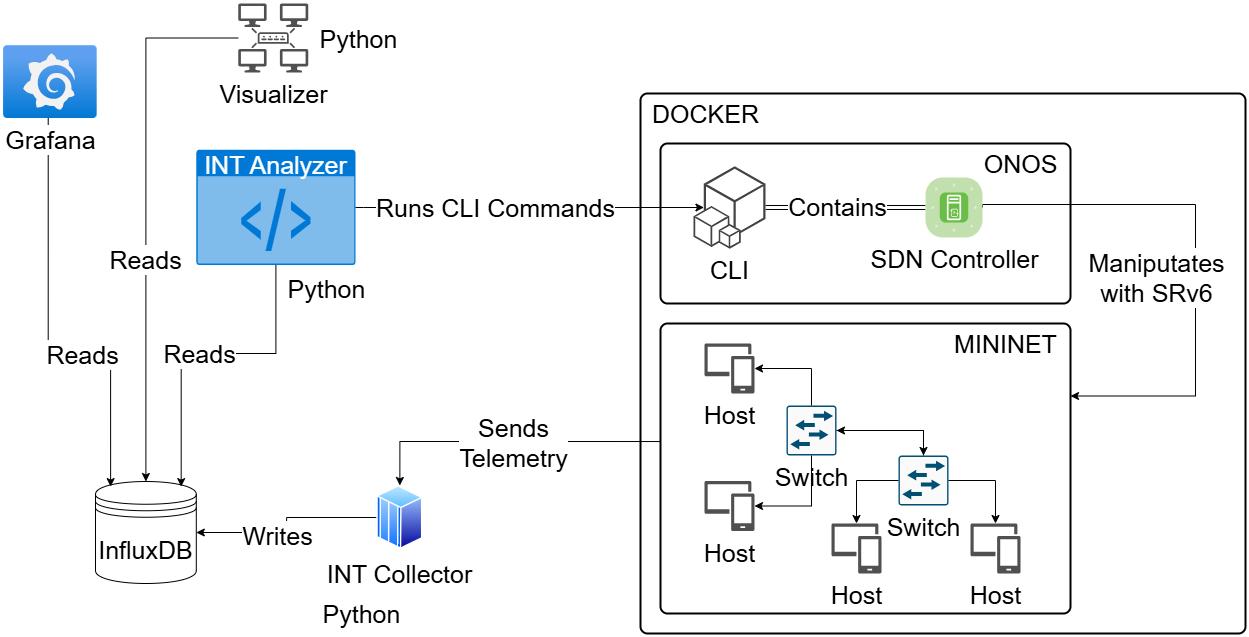 Python
Visualizer
Grafana
INT Analyzer
Python
Reads
Reads
Reads
Runs CLI Commands
DOCKER
ONOS
CLI
Contains
SDN Controller
Maniputates
with SRv6
MININET
Host
Switch
Host
Switch
Host
Host
Sends
Telemetry
InfluxDB
Writes
INT Collector
Python